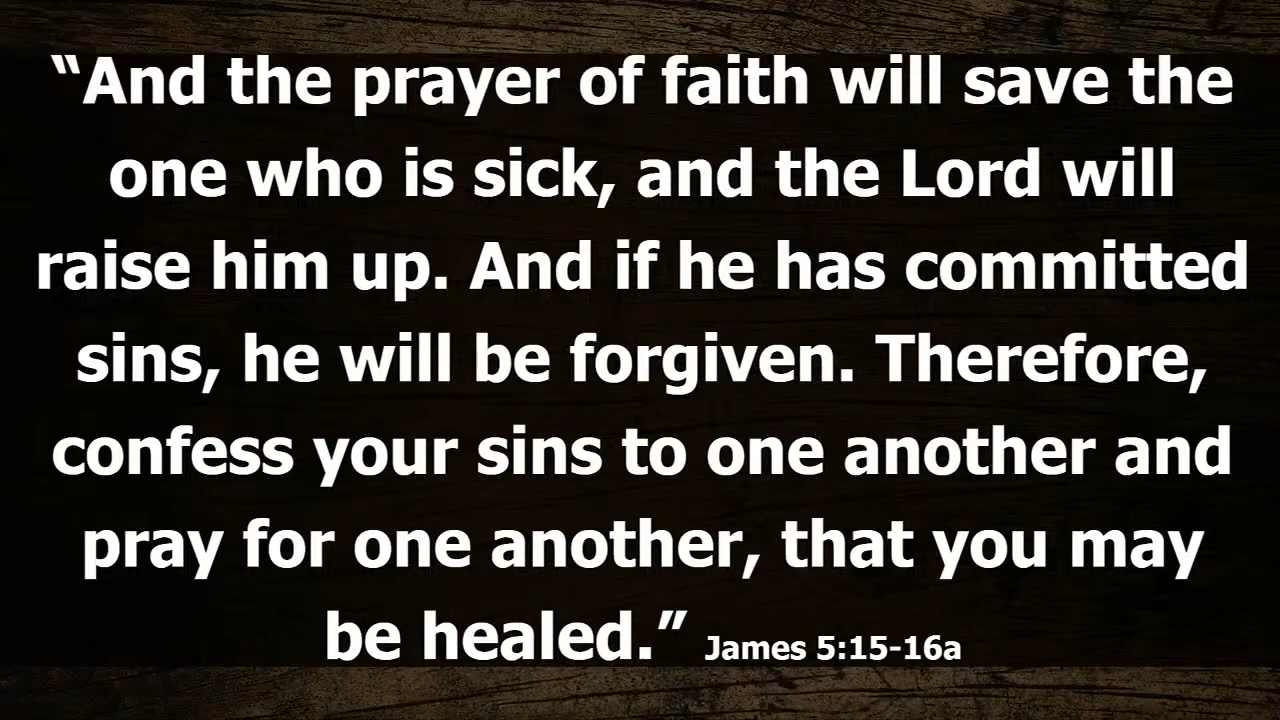 “And the prayer of faith will save the
one who is sick, and the Lord will
raise him up. And if he has committed
sins, he will be forgiven. Therefore,
confess your sins to one another and
pray for one another, that you may
be healed.” James 5:15-16a